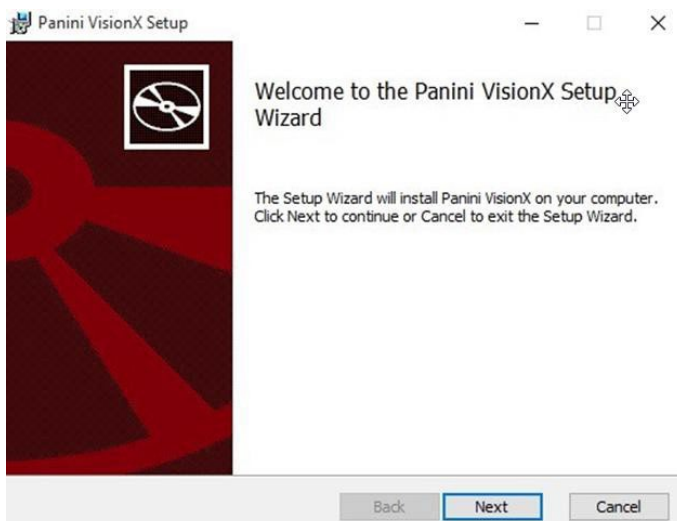 Panini VisionX Setup
Welcome to the Panini VisionX Setup
Wizard
The Setup Wizard will install Panini VisionX on your computer.
Click Next to continue or Cancel to exit the Setup Wizard.
Back Next Cancel